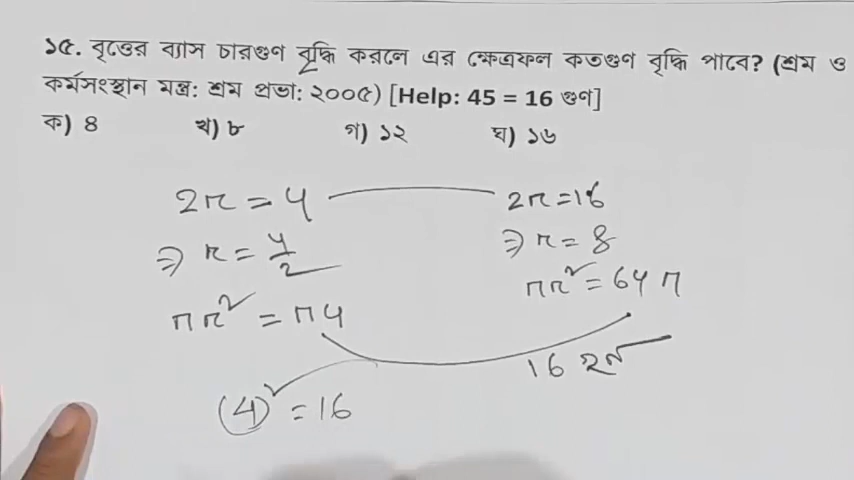 ১৫. বৃত্তের ব্যাস চারগুণ বৃদ্ধি করলে এর ক্ষেত্রফল কতগুণ বৃদ্ধি পাবে? (শ্রম ও
কর্মসংস্থান মন্ত্র: শ্রম প্রভা: ২০০৫) [Help: 45 = 16 গুণ]
ক) 4 খ) ৮ গ) ১২ ঘ) ১৬
2r = 4 2r = 16
⇒ r = 4/2 ⇒ r = 8
πr² = π4 πr² = 64π
16 গুন
(4)² = 16